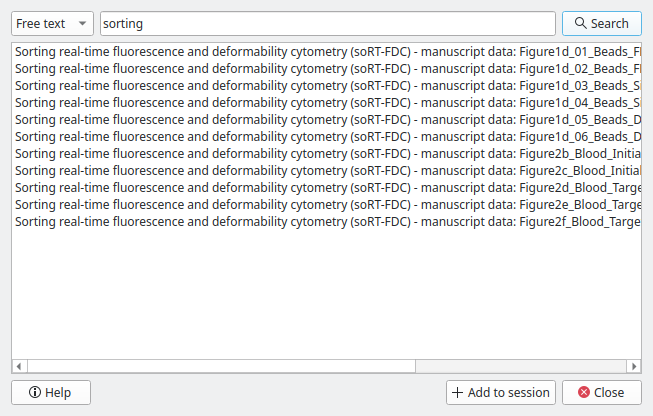 Free text sorting Search
Sorting real-time fluorescence and deformability cytometry (soRT-FDC) - manuscript data: Figure1d_01_Beads_
Sorting real-time fluorescence and deformability cytometry (soRT-FDC) - manuscript data: Figure1d_02_Beads_
Sorting real-time fluorescence and deformability cytometry (soRT-FDC) - manuscript data: Figure1d_03_Beads_
Sorting real-time fluorescence and deformability cytometry (soRT-FDC) - manuscript data: Figure1d_04_Beads_
Sorting real-time fluorescence and deformability cytometry (soRT-FDC) - manuscript data: Figure1d_05_Beads_D
Sorting real-time fluorescence and deformability cytometry (soRT-FDC) - manuscript data: Figure1d_06_Beads_D
Sorting real-time fluorescence and deformability cytometry (soRT-FDC) - manuscript data: Figure2b_Blood_Initia
Sorting real-time fluorescence and deformability cytometry (soRT-FDC) - manuscript data: Figure2c_Blood_Initia
Sorting real-time fluorescence and deformability cytometry (soRT-FDC) - manuscript data: Figure2d_Blood_Targe
Sorting real-time fluorescence and deformability cytometry (soRT-FDC) - manuscript data: Figure2e_Blood_Targe
Sorting real-time fluorescence and deformability cytometry (soRT-FDC) - manuscript data: Figure2f_Blood_Targe
Help Add to session Close